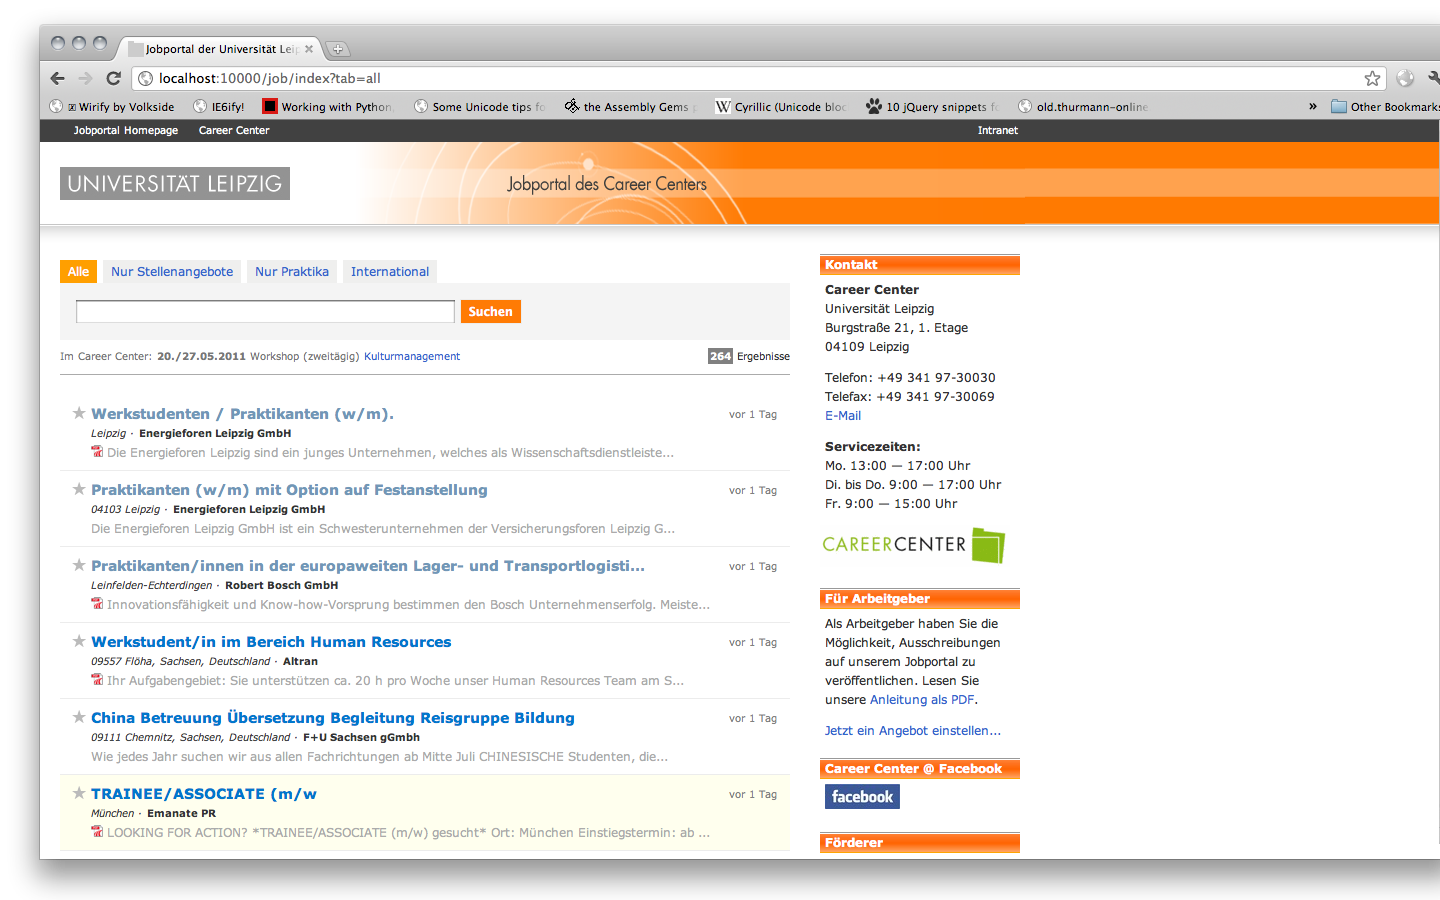 Jobportal der Universität Leip
localhost:10000/job/index?tab=all
Wirify by Volkside
IE6ify!
Working with Python
Some Unicode tips fo
the Assembly Gems
Cyrillic (Unicode bloc
10 jQuery snippets f
old.thurmann-online
»
Other Bookmarks
Jobportal Homepage
Career Center
Intranet
UNIVERSITÄT LEIPZIG
Jobportal des Career Centers
Alle
Nur Stellenangebote
Nur Praktika
International
Suchen
Im Career Center: 20./27.05.2011 Workshop (zweitägig) Kulturmanagement
264 Ergebnisse
Werkstudenten / Praktikanten (w/m).
vor 1 Tag
Leipzig · Energieforen Leipzig GmbH
Die Energieforen Leipzig sind ein junges Unternehmen, welches als Wissenschaftsdienstleiste...
Praktikanten (w/m) mit Option auf Festanstellung
vor 1 Tag
04103 Leipzig · Energieforen Leipzig GmbH
Die Energieforen Leipzig GmbH ist ein Schwesterunternehmen der Versicherungsforen Leipzig G...
Praktikanten/innen in der europaweiten Lager- und Transportlogisti...
vor 1 Tag
Leinfelden-Echterdingen · Robert Bosch GmbH
Innovationsfähigkeit und Know-how-Vorsprung bestimmen den Bosch Unternehmenserfolg. Meiste...
Werkstudent/in im Bereich Human Resources
vor 1 Tag
09557 Flöha, Sachsen, Deutschland · Altran
Ihr Aufgabengebiet: Sie unterstützen ca. 20 h pro Woche unser Human Resources Team am S...
China Betreuung Übersetzung Begleitung Reisgruppe Bildung
vor 1 Tag
09111 Chemnitz, Sachsen, Deutschland · F+U Sachsen gGmbh
Wie jedes Jahr suchen wir aus allen Fachrichtungen ab Mitte Juli CHINESISCHE Studenten, die...
TRAINEE/ASSOCIATE (m/w
vor 1 Tag
München · Emanate PR
LOOKING FOR ACTION? *TRAINEE/ASSOCIATE (m/w) gesucht* Ort: München Einstiegstermin: ab ...
Kontakt
Career Center
Universität Leipzig
Burgstraße 21, 1. Etage
04109 Leipzig
Telefon: +49 341 97-30030
Telefax: +49 341 97-30069
E-Mail
Servicezeiten:
Mo. 13:00 — 17:00 Uhr
Di. bis Do. 9:00 — 17:00 Uhr
Fr. 9:00 — 15:00 Uhr
CAREERCENTER
Für Arbeitgeber
Als Arbeitgeber haben Sie die
Möglichkeit, Ausschreibungen
auf unserem Jobportal zu
veröffentlichen. Lesen Sie
unsere Anleitung als PDF.
Jetzt ein Angebot einstellen...
Career Center @ Facebook
facebook
Förderer